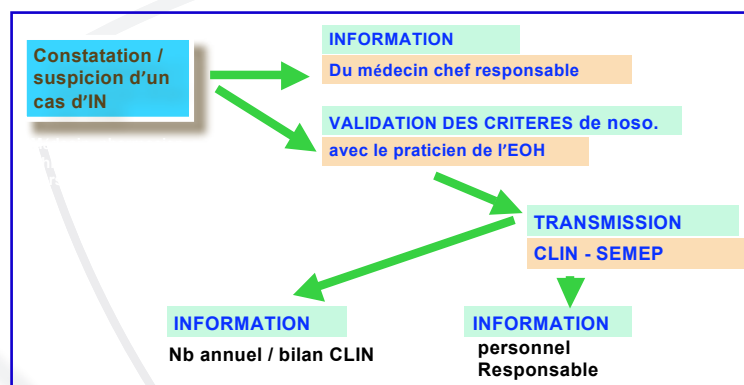 Constatation /
suspicion d'un
cas d'IN
INFORMATION
Du médecin chef responsable
VALIDATION DES CRITERES de noso.
avec le praticien de l'EOH
TRANSMISSION
CLIN - SEMEP
INFORMATION
Nb annuel / bilan CLIN
INFORMATION
personnel
Responsable